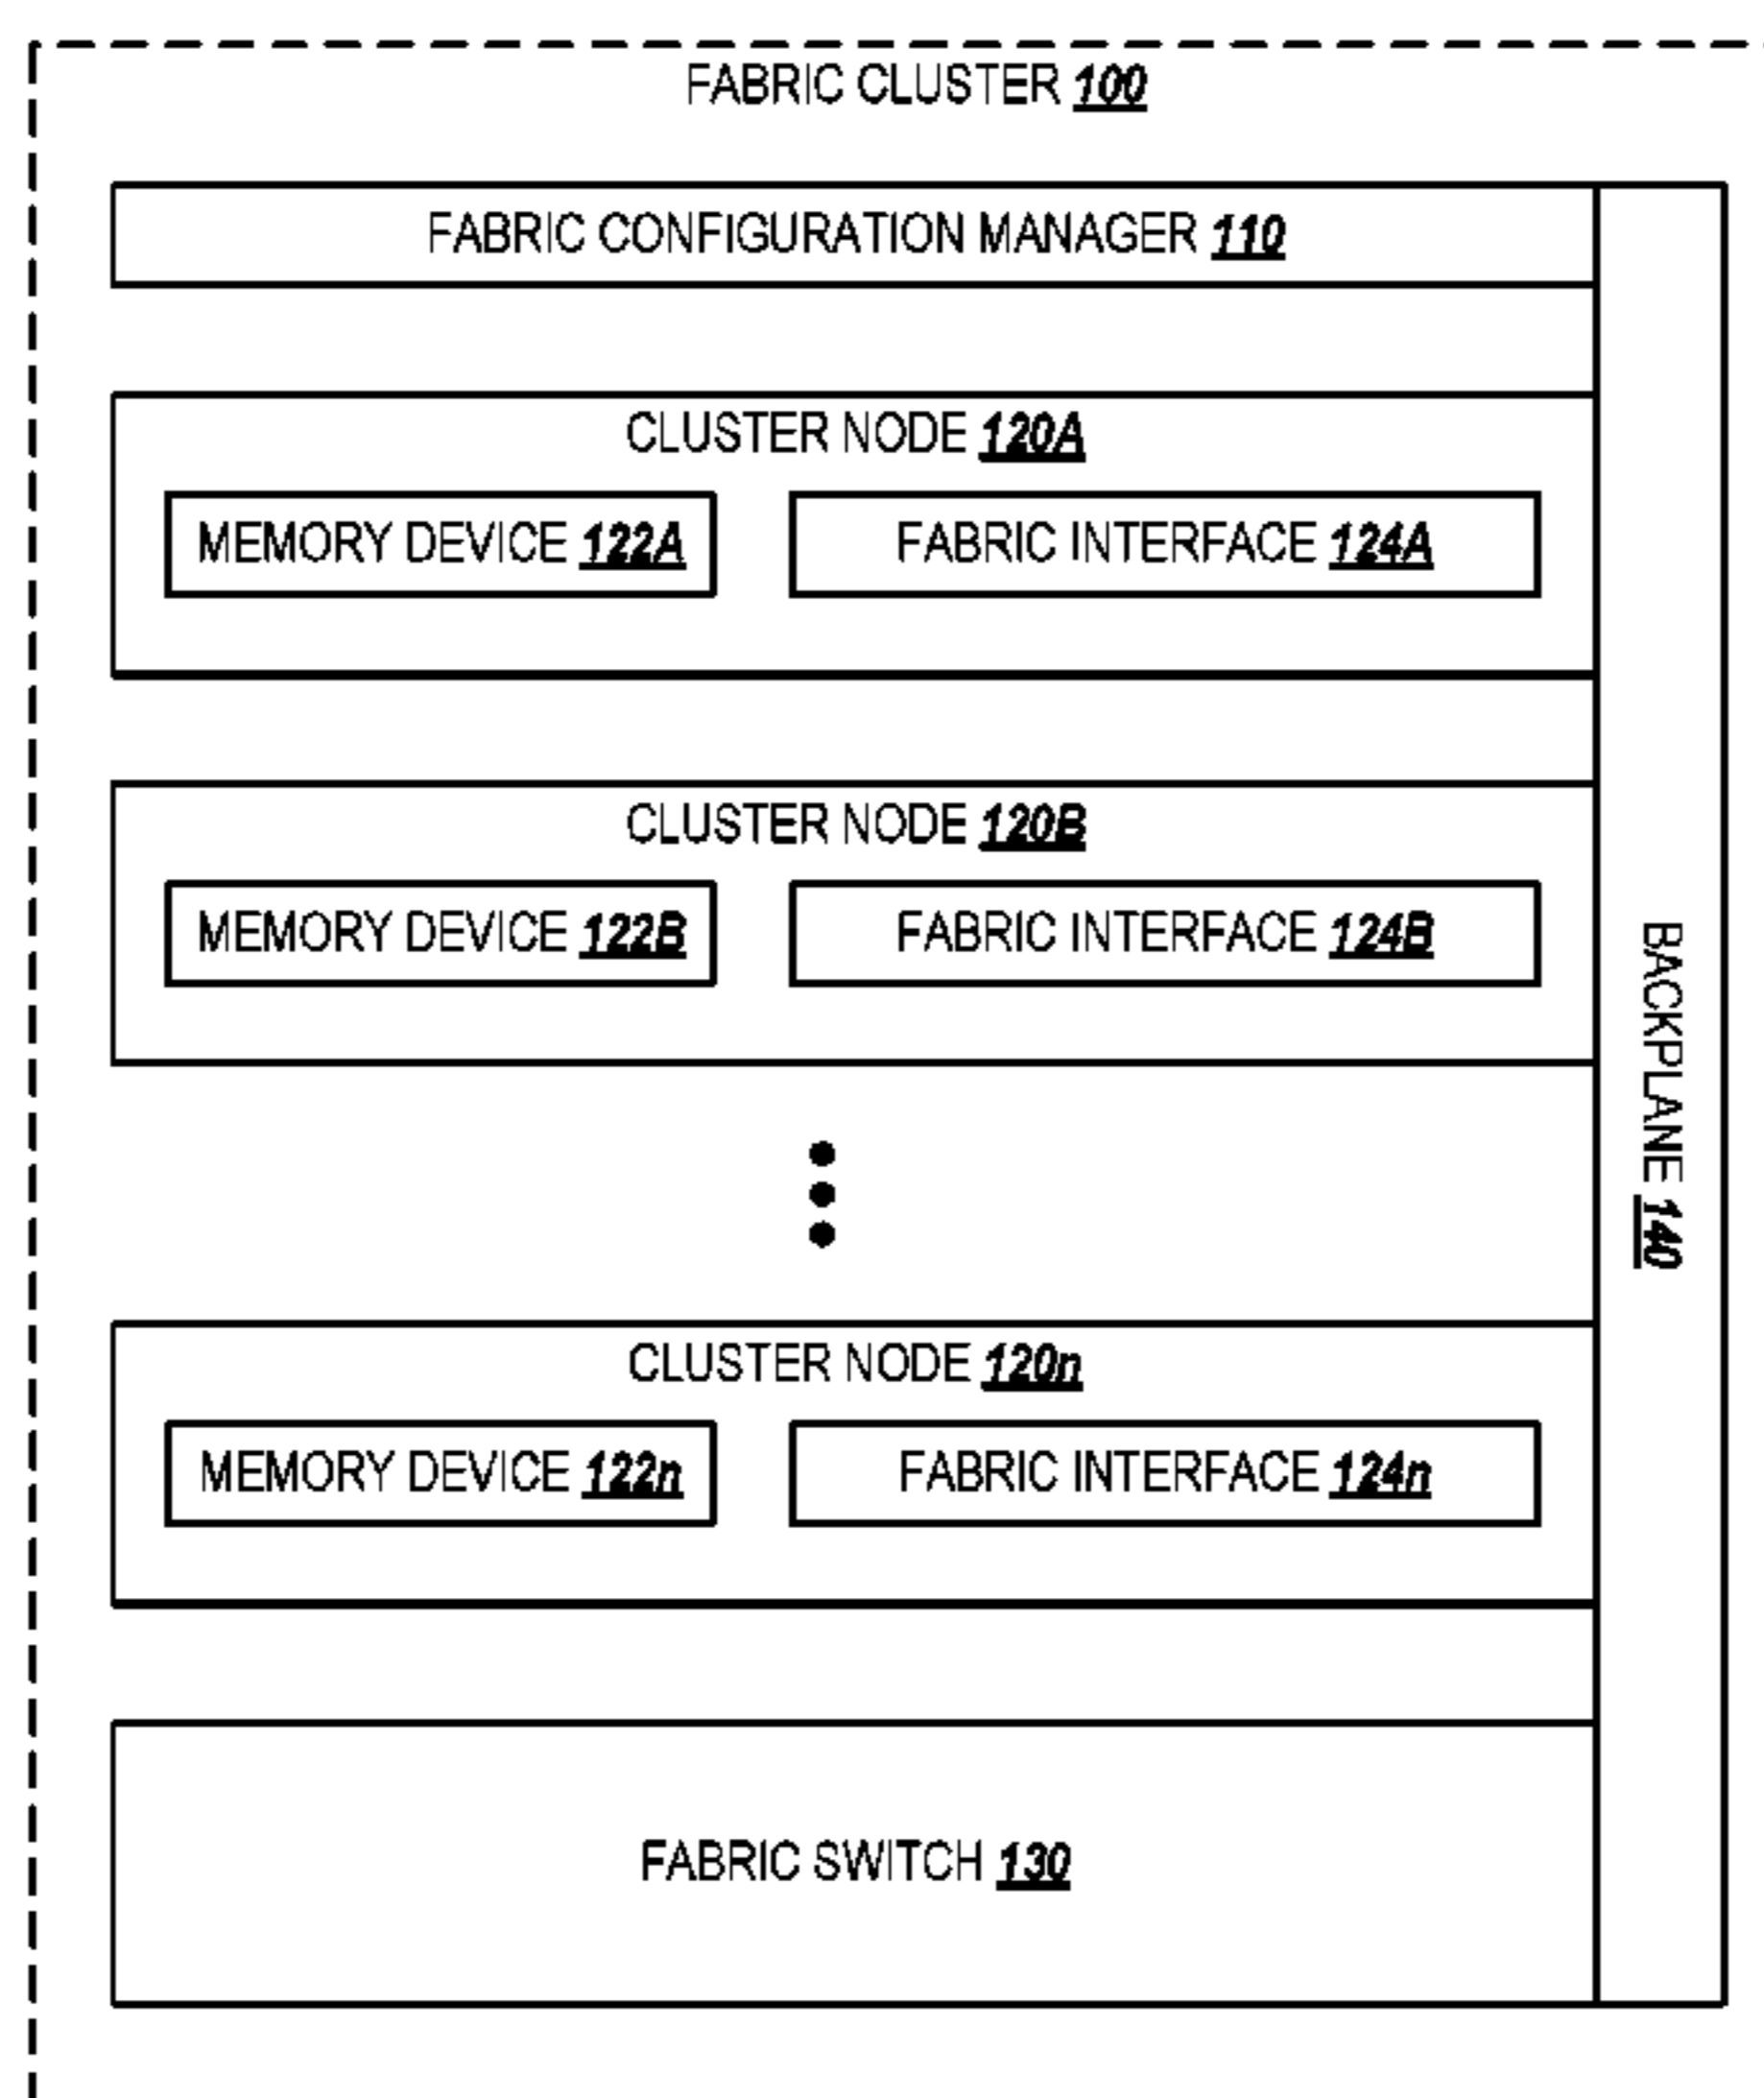 FABRIC CLUSTER 100
FABRIC CONFIGURATION MANAGER 110
CLUSTER NODE 120A
MEMORY DEVICE 122A
FABRIC INTERFACE 124A
CLUSTER NODE 120B
MEMORY DEVICE 122B
FABRIC INTERFACE 124B
BACKPLANE 140
CLUSTER NODE 120n
MEMORY DEVICE 122n
FABRIC INTERFACE 124n
FABRIC SWITCH 130